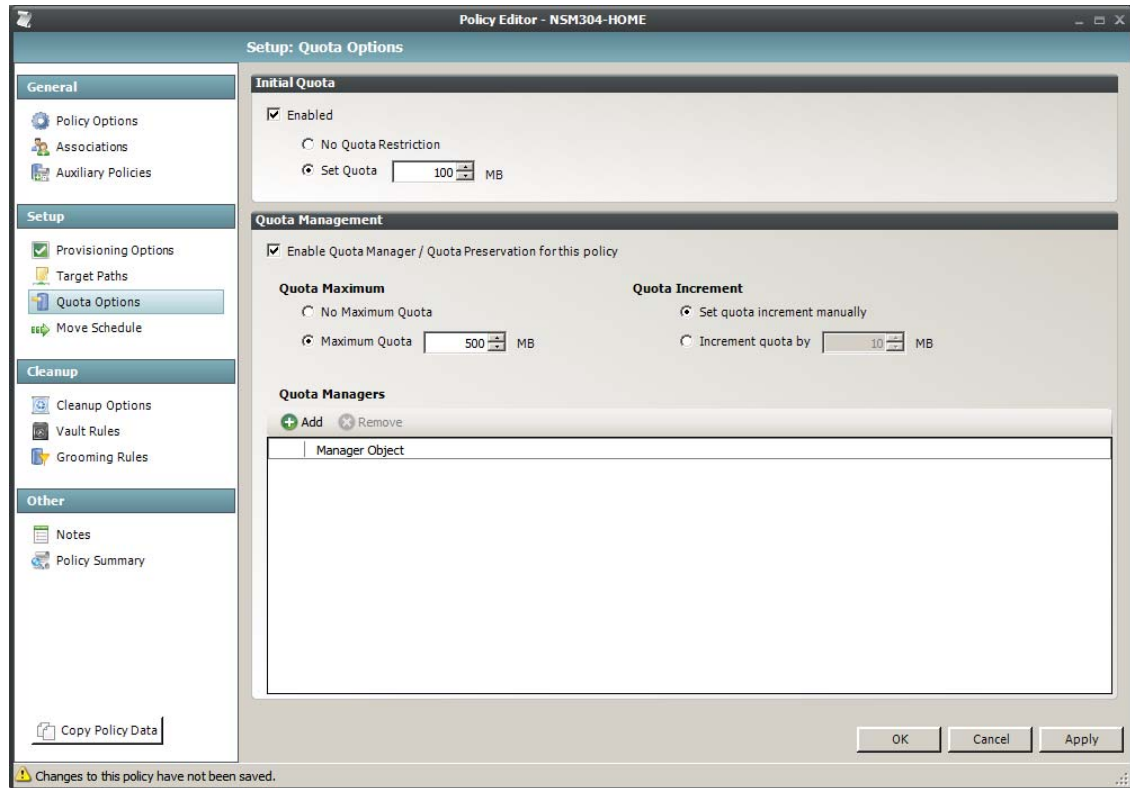 Policy Editor - NSM304-HOME
Setup: Quota Options
General
Policy Options
Associations
Auxiliary Policies
Setup
Provisioning Options
Target Paths
Quota Options
Move Schedule
Cleanup
Cleanup Options
Vault Rules
Grooming Rules
Other
Notes
Policy Summary
Copy Policy Data
Initial Quota
Enabled
No Quota Restriction
Set Quota 100 MB
Quota Management
Enable Quota Manager / Quota Preservation for this policy
Quota Maximum
No Maximum Quota
Maximum Quota 500 MB
Quota Increment
Set quota increment manually
Increment quota by 10 MB
Quota Managers
Add Remove
Manager Object
OK Cancel Apply
Changes to this policy have not been saved.